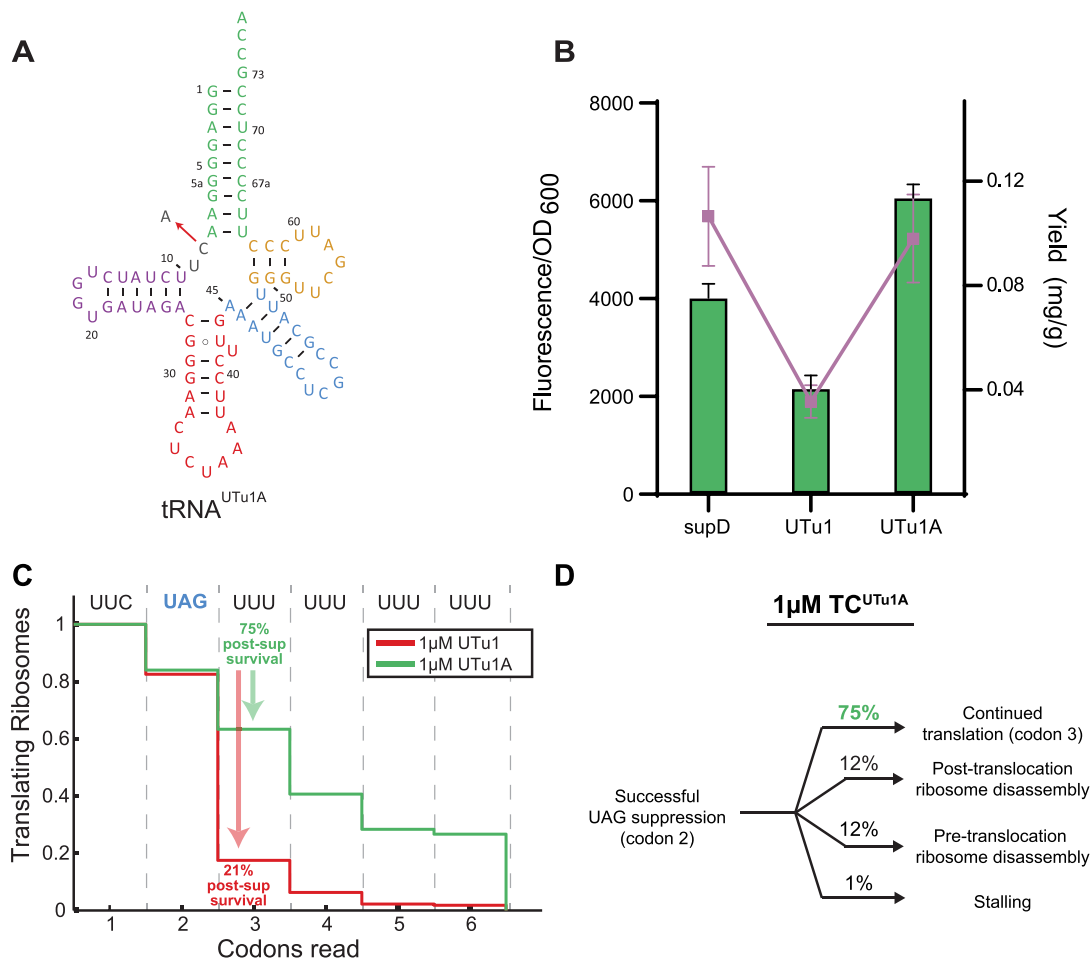 A
A
C
C
G 73
1 G C
G C
A U 70
G C
5 G C
5a G C 67a
G C
A U
A U
A
C
U
10
G U C U A U C U
G
G
U G A U A G A
20
60
C C C U U A
G
G G U U C
50
45
A A A U
U A C G C C G
U G C C U C
C G
G U
G U
G C
30 G C 40
A U
A U
C A
U A
C U A
tRNA UTu1A
B
8000
6000
4000
2000
0
Fluorescence/OD600
0.12
0.08
0.04
Yield (mg/g)
supD UTu1 UTu1A
C
UUC UAG UUU UUU UUU UUU
1
0.8
0.6
0.4
0.2
0
Translating Ribosomes
75%
post-sup
survival
1µM UTu1
1µM UTu1A
21%
post-sup
survival
1 2 3 4 5 6
Codons read
D
1µM TC UTu1A
Successful
UAG suppression
(codon 2)
75%
Continued
translation (codon 3)
12%
Post-translocation
ribosome disassembly
12%
Pre-translocation
ribosome disassembly
1%
Stalling